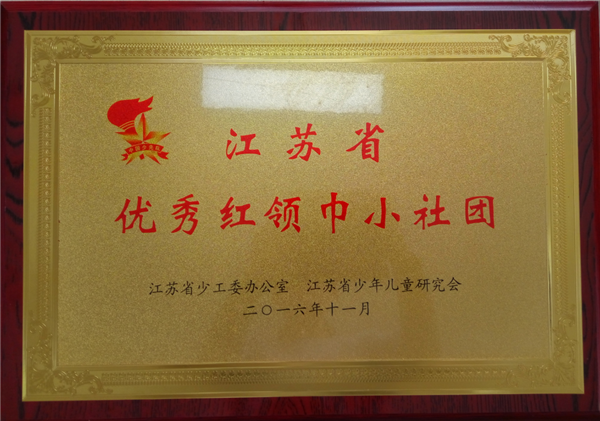 江苏省
优秀红领巾小社团
江苏省少工委办公室 江苏省少年儿童研究会
二〇一六年十一月